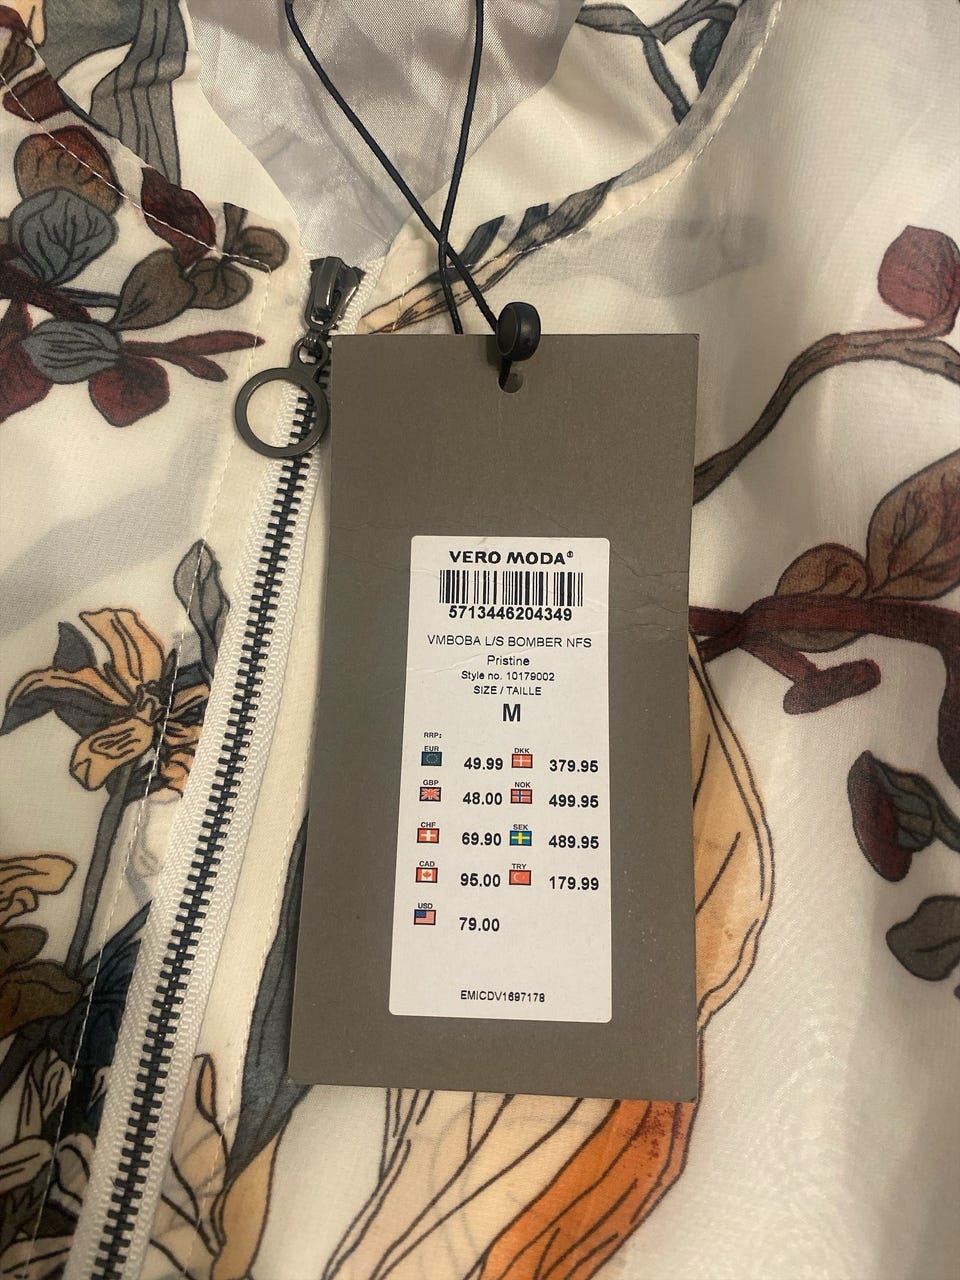 VERO MODA®
5713446204349
VMBOBA L/S BOMBER NFS
Pristine
Style no. 10179002
SIZE / TAILLE
M
RRP:
EUR 49.99 DKK 379.95
GBP 48.00 NOK 499.95
CHF 69.90 SEK 489.95
CAD 95.00 TRY 179.99
USD 79.00
EMICDV1697178